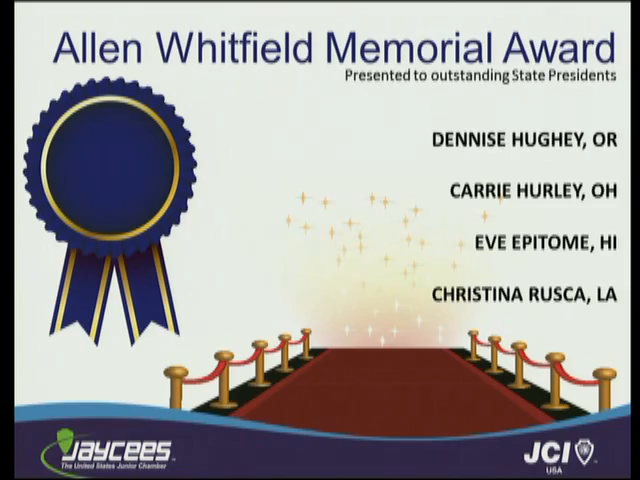 Allen Whitfield Memorial Award
Presented to outstanding State Presidents
DENNISE HUGHEY, OR
CARRIE HURLEY, OH
EVE EPITOME, HI
CHRISTINA RUSCA, LA
Jaycees
The United States Junior Chamber
JCI
USA